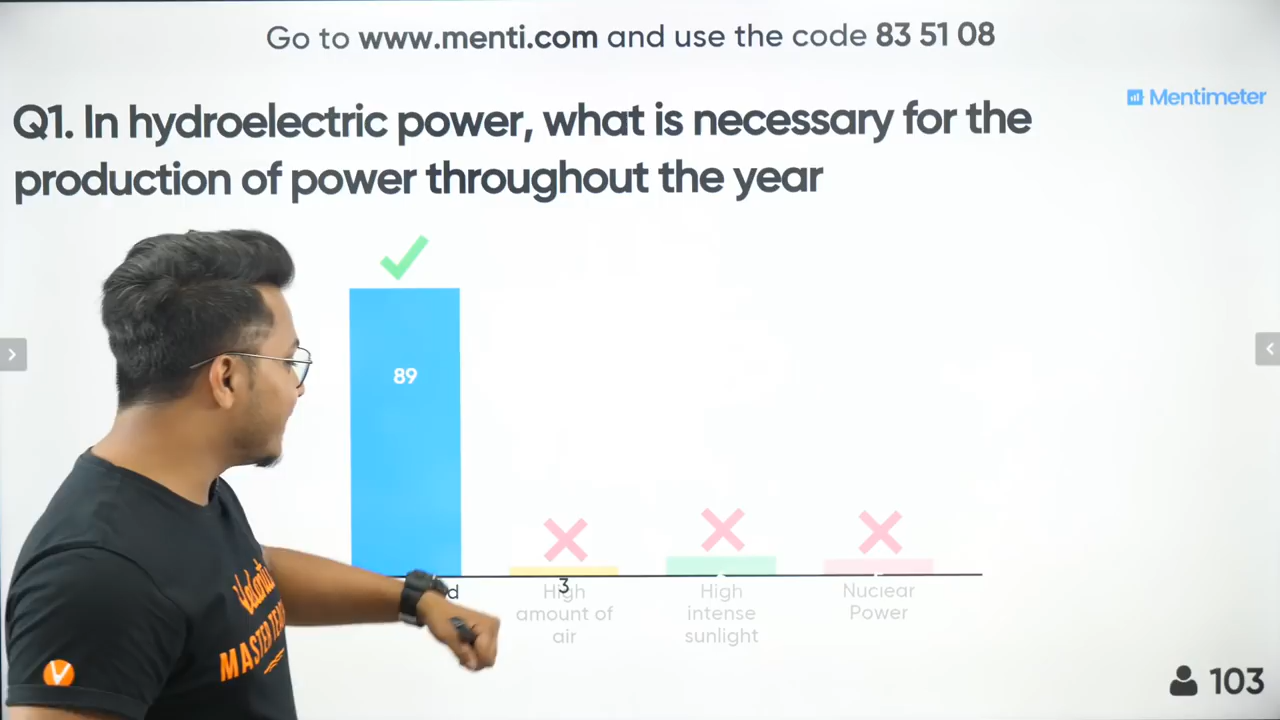 Go to www.menti.com and use the code 83 51 08
Mentimeter
Q1. In hydroelectric power, what is necessary for the
production of power throughout the year
89
3
High
amount of
air
High
intense
sunlight
Nuclear
Power
MASTER
103